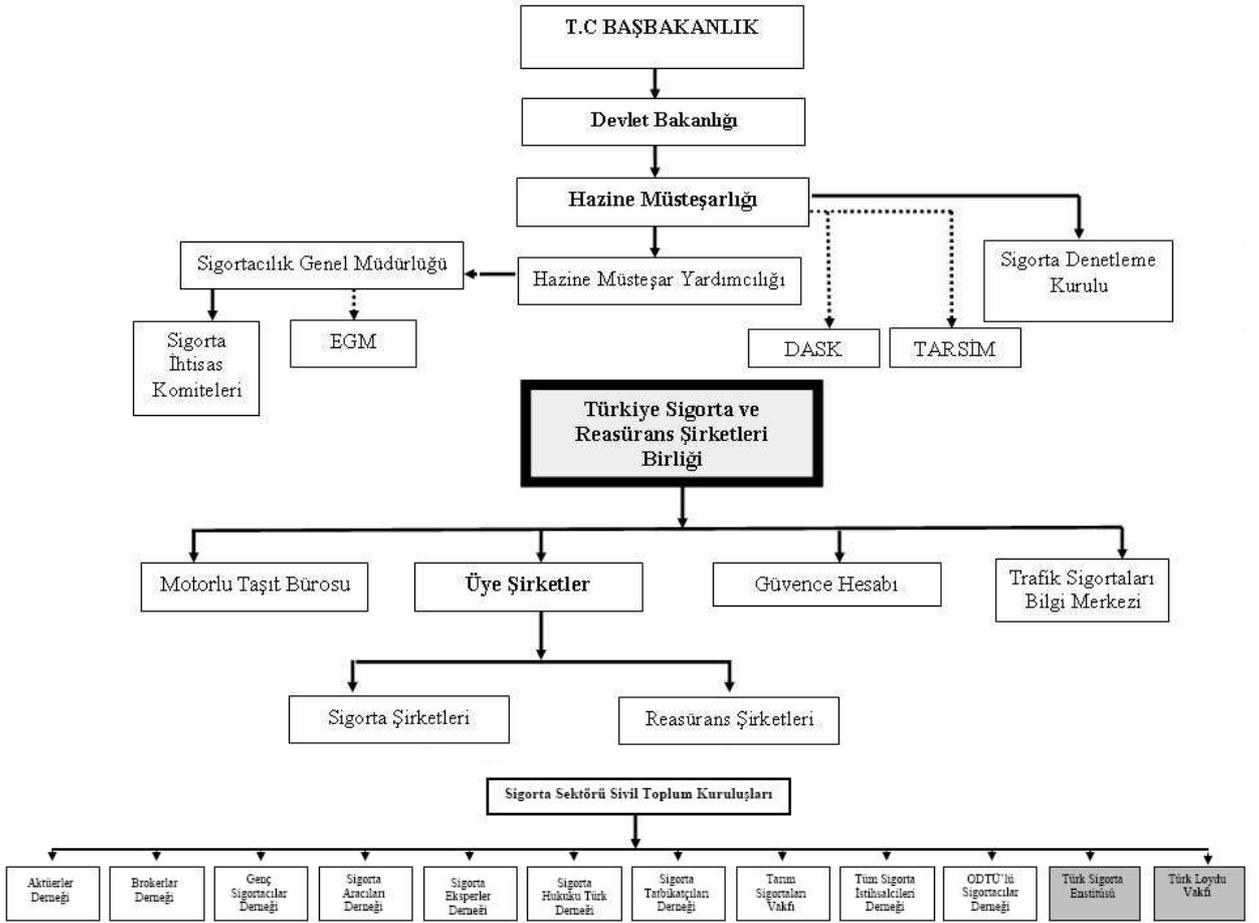 T.C BAŞBAKANLIK
Devlet Bakanlığı
Hazine Müsteşarlığı
Sigortacılık Genel Müdürlüğü
Hazine Müsteşar Yardımcılığı
Sigorta Denetleme
Kurulu
Sigorta
İhtisas
Komiteleri
EGM
DASK
TARSİM
Türkiye Sigorta ve
Reasürans Şirketleri
Birliği
Motorlu Taşıt Bürosu
Üye Şirketler
Güvence Hesabı
Trafik Sigortaları
Bilgi Merkezi
Sigorta Şirketleri
Reasürans Şirketleri
Sigorta Sektörü Sivil Toplum Kuruluşları
Aktüerler
Derneği
Brokerlar
Derneği
Genç
Sigortacılar
Derneği
Sigorta
Aracıları
Derneği
Sigorta
Eksperler
Derneği
Sigorta
Hukuku Türk
Derneği
Sigorta
Tatbikatçıları
Derneği
Tarım
Sigortaları
Vakfı
Tüm Sigorta
İstihsalcileri
Derneği
ODTÜ'lü
Sigortacılar
Derneği
Türk Sigorta
Enstitüsü
Türk Loydu
Vakfı